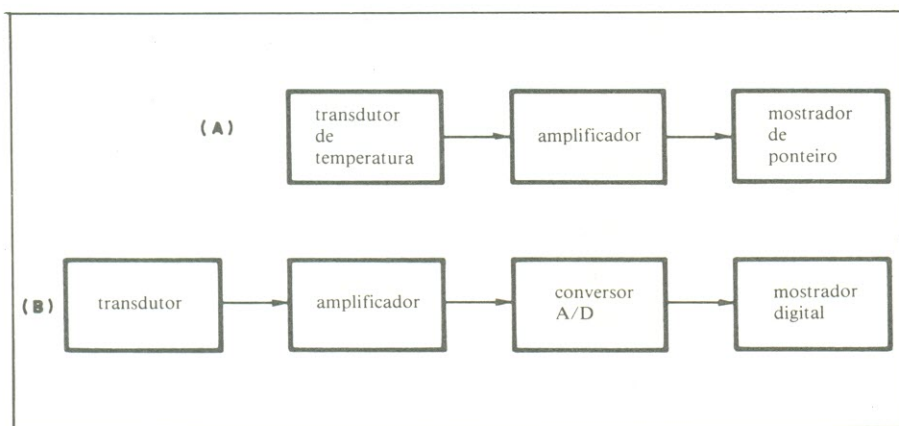 (A)
transdutor
de
temperatura
amplificador
mostrador
de
ponteiro
(B)
transdutor
amplificador
conversor
A/D
mostrador
digital